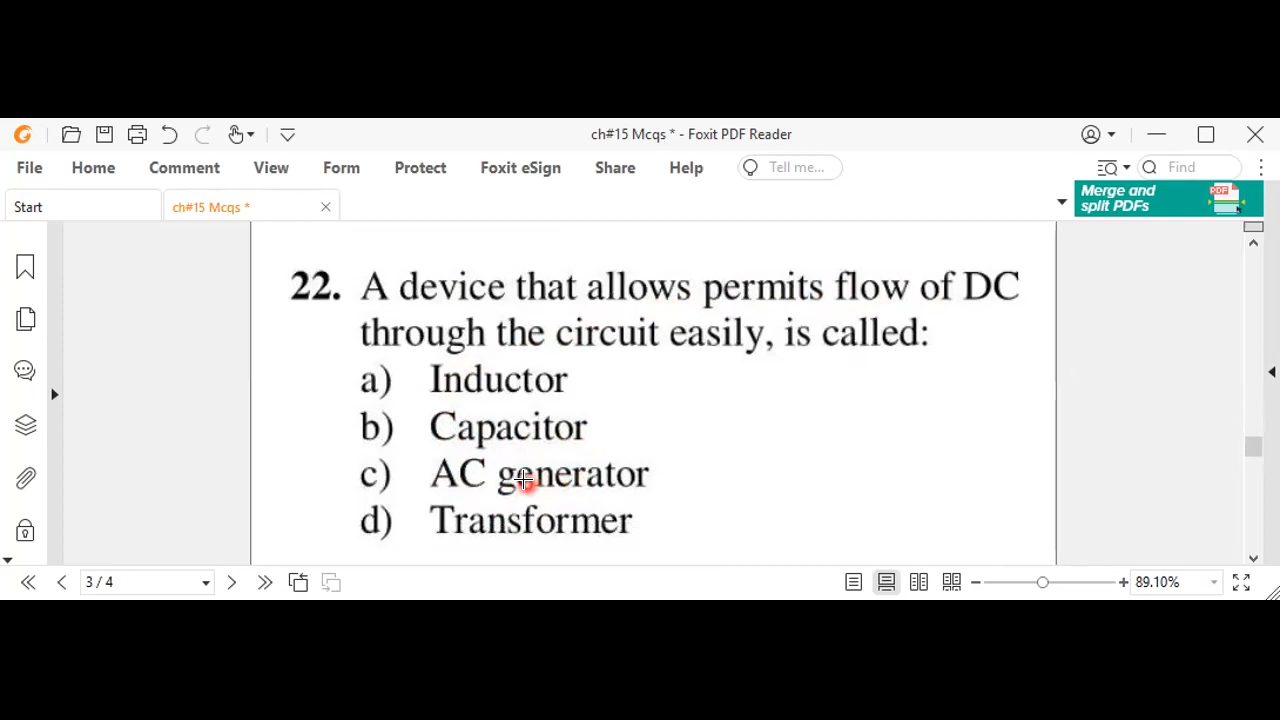 ch#15 Mcqs * - Foxit PDF Reader
File Home Comment View Form Protect Foxit eSign Share Help Tell me... Find
Start ch#15 Mcqs *
Merge and
split PDFs
PDF
22. A device that allows permits flow of DC
through the circuit easily, is called:
a) Inductor
b) Capacitor
c) AC generator
d) Transformer
3 / 4 89.10%